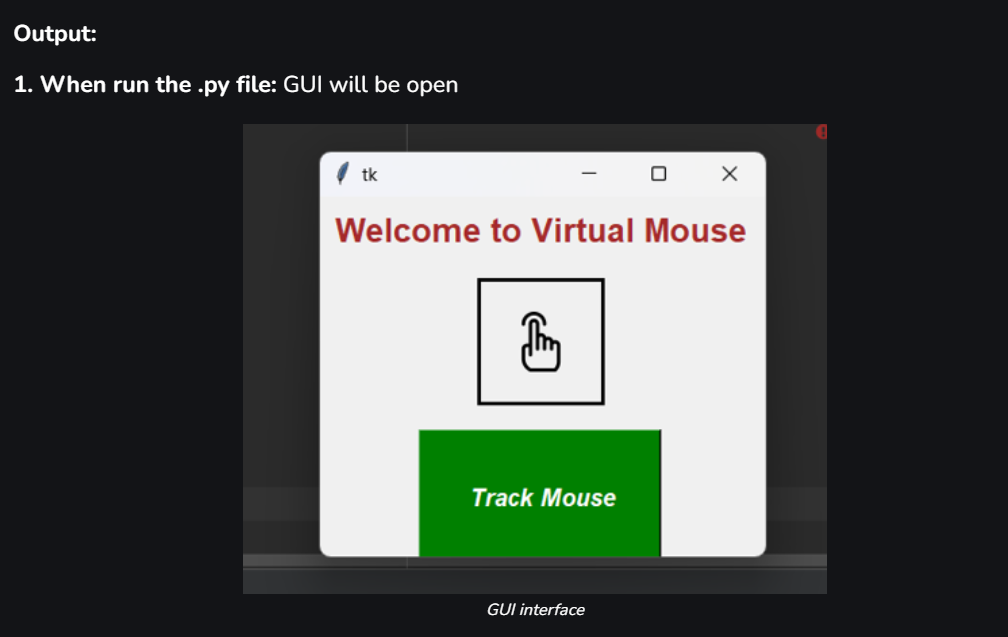 Output:
1. When run the .py file: GUI will be open
tk
Welcome to Virtual Mouse
Track Mouse
GUI interface